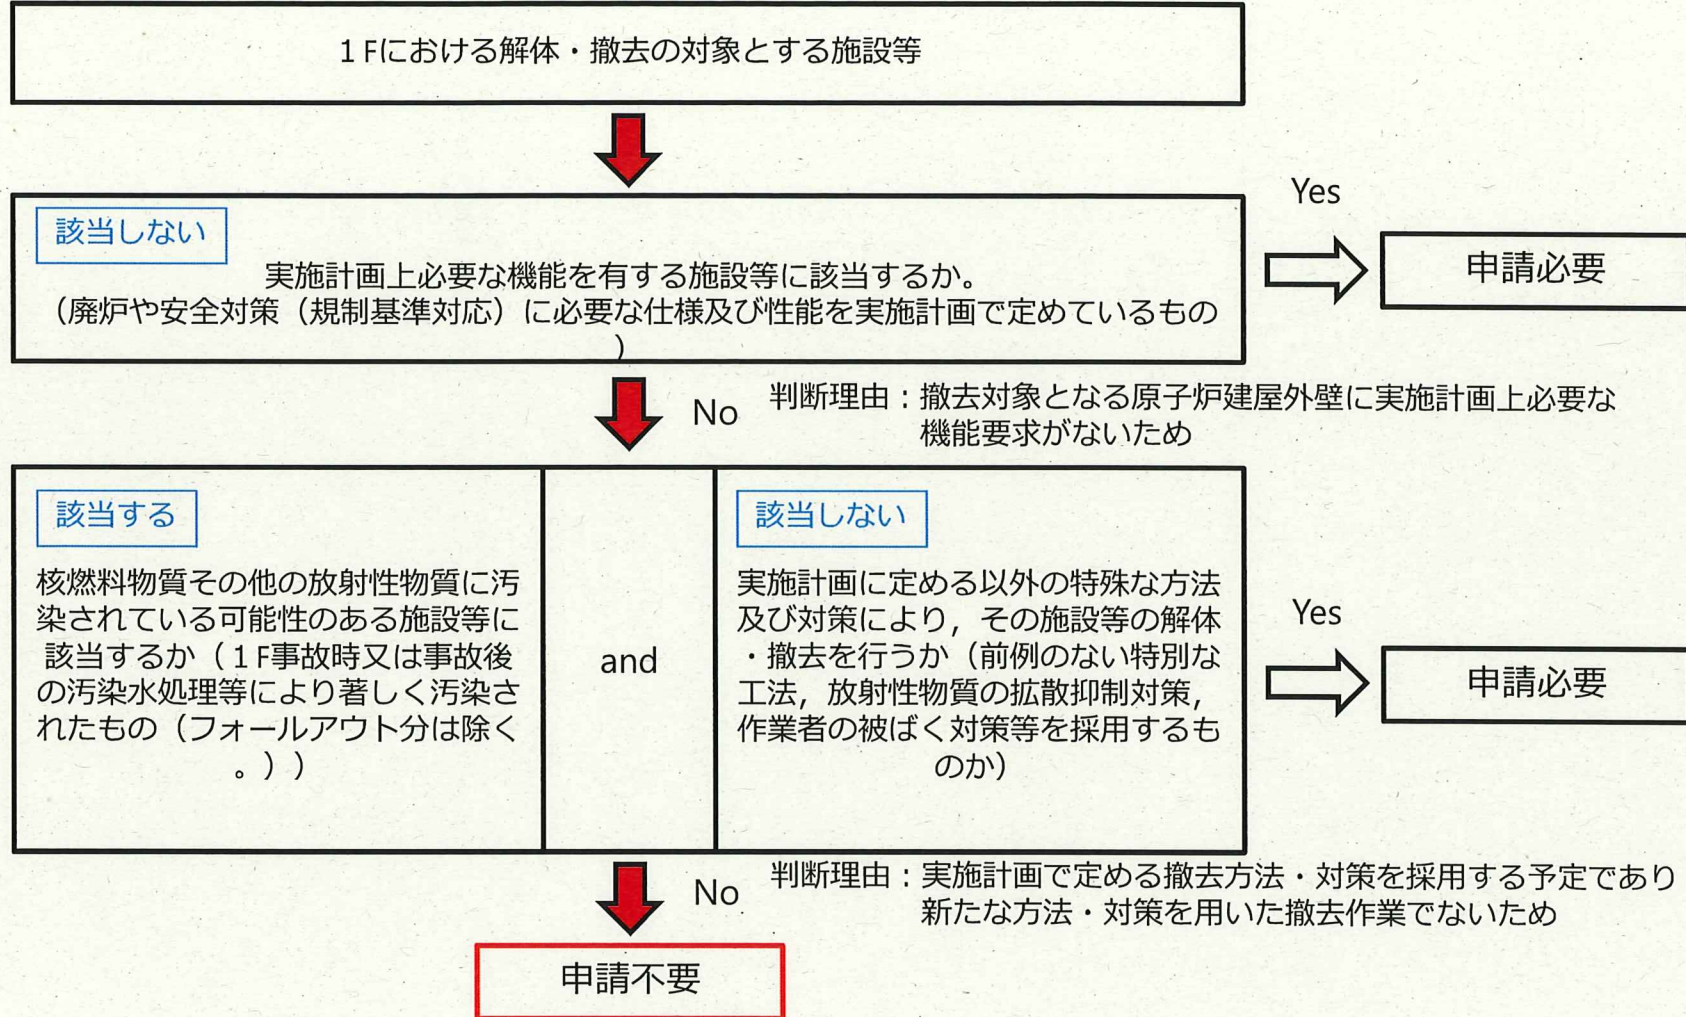 １Fにおける解体・撤去の対象とする施設等
該当しない
実施計画上必要な機能を有する施設等に該当するか。
（廃炉や安全対策（規制基準対応）に必要な仕様及び性能を実施計画で定めているもの
）
Yes
申請必要
No
判断理由：撤去対象となる原子炉建屋外壁に実施計画上必要な
機能要求がないため
該当する
核燃料物質その他の放射性物質に汚
染されている可能性のある施設等に
該当するか（１F事故時又は事故後
の汚染水処理等により著しく汚染さ
れたもの（フォールアウト分は除く
。））
and
該当しない
実施計画に定める以外の特殊な方法
及び対策により，その施設等の解体
・撤去を行うか（前例のない特別な
工法，放射性物質の拡散抑制対策，
作業者の被ばく対策等を採用するも
のか）
Yes
申請必要
No
判断理由：実施計画で定める撤去方法・対策を採用する予定であり
新たな方法・対策を用いた撤去作業でないため
申請不要